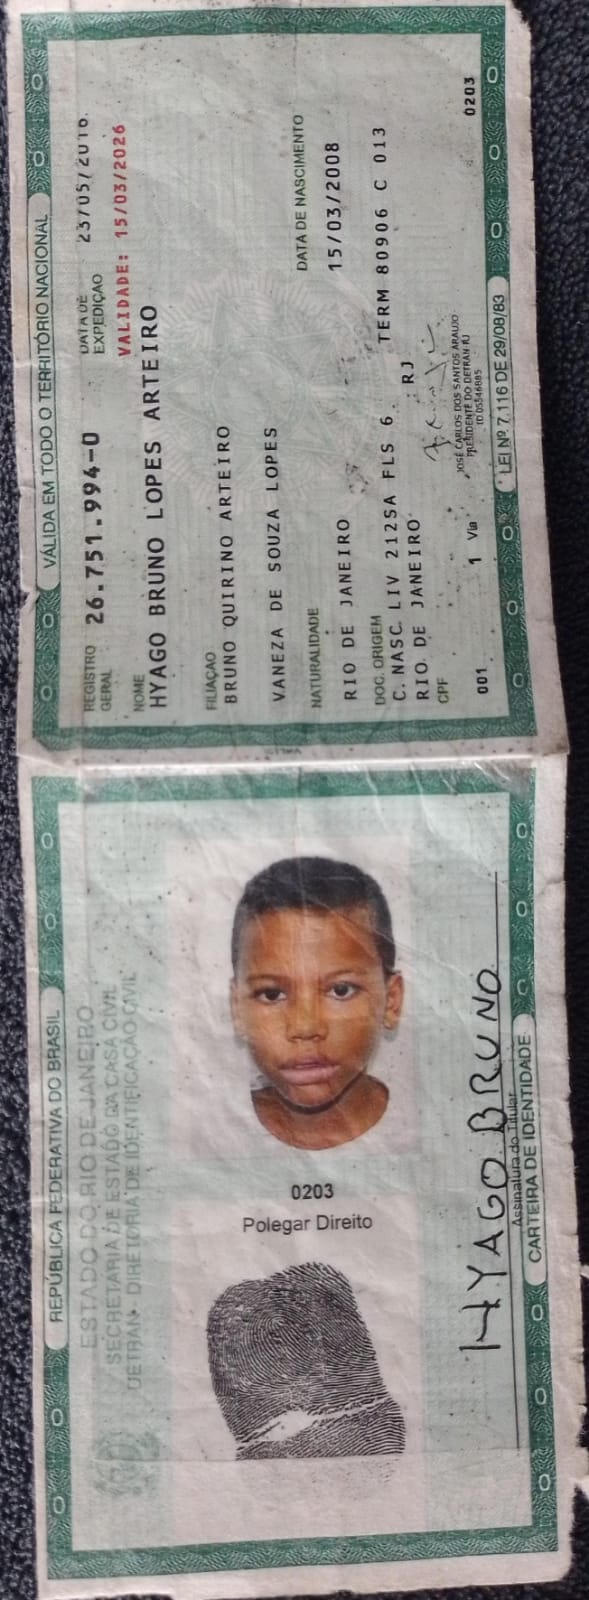 VÁLIDA EM TODO O TERRITÓRIO NACIONAL
REGISTRO GERAL 26.751.994-0 DATA DE EXPEDIÇÃO 23/05/2016
VALIDADE: 15/03/2026
NOME
HYAGO BRUNO LOPES ARTEIRO
FILIAÇÃO
BRUNO QUIRINO ARTEIRO
VANEZA DE SOUZA LOPES
NATURALIDADE DATA DE NASCIMENTO
RIO DE JANEIRO 15/03/2008
DOC. ORIGEM
C. NASC. LIV 212SA FLS 6 TERM 80906 C 013
RIO DE JANEIRO RJ
CPF
JOSÉ CARLOS DOS SANTOS ARAUJO
PRESIDENTE DO DETRAN RJ
001 1 Via 0203
LEI Nº 7.116 DE 29/08/83
REPÚBLICA FEDERATIVA DO BRASIL
ESTADO DO RIO DE JANEIRO
SECRETARIA DE ESTADO DA CASA CIVIL
DETRAN - DIRETORIA DE IDENTIFICAÇÃO CIVIL
0203
Polegar Direito
HYAGO BRUNO
Assinatura do Titular
CARTEIRA DE IDENTIDADE